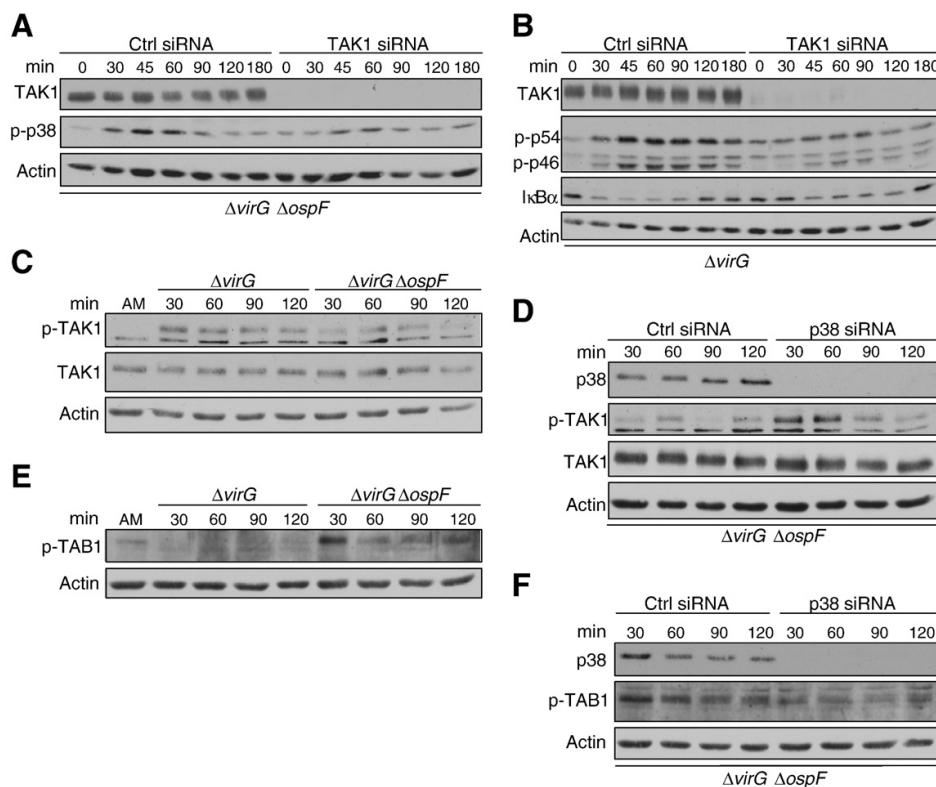 A
Ctrl siRNA TAK1 siRNA
min 0 30 45 60 90 120 180 0 30 45 60 90 120 180
TAK1
p-p38
Actin
ΔvirG ΔospF
B
Ctrl siRNA TAK1 siRNA
min 0 30 45 60 90 120 180 0 30 45 60 90 120 180
TAK1
p-p54
p-p46
IκBα
Actin
ΔvirG
C
ΔvirG ΔvirG ΔospF
min AM 30 60 90 120 30 60 90 120
p-TAK1
TAK1
Actin
D
Ctrl siRNA p38 siRNA
min 30 60 90 120 30 60 90 120
p38
p-TAK1
TAK1
Actin
ΔvirG ΔospF
E
ΔvirG ΔvirG ΔospF
min AM 30 60 90 120 30 60 90 120
p-TAB1
Actin
F
Ctrl siRNA p38 siRNA
min 30 60 90 120 30 60 90 120
p38
p-TAB1
Actin
ΔvirG ΔospF